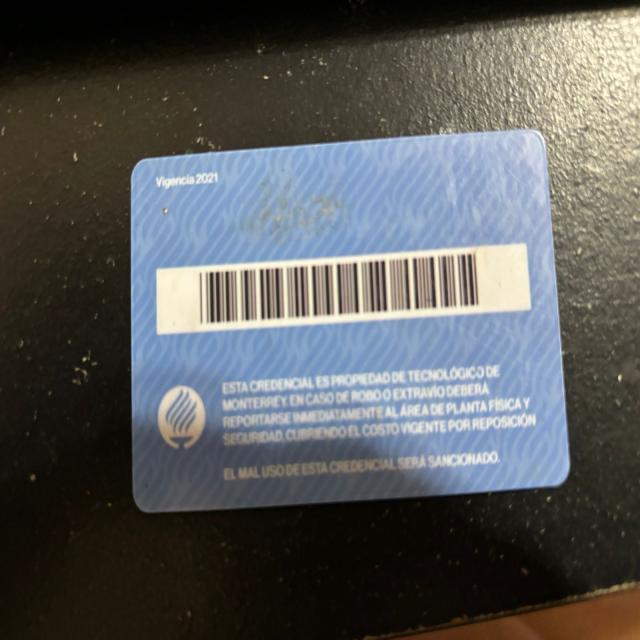 Vigencia 2021
ESTA CREDENCIAL ES PROPIEDAD DE TECNOLÓGICO DE
MONTERREY. EN CASO DE ROBO O EXTRAVÍO DEBERÁ
REPORTARSE INMEDIATAMENTE AL ÁREA DE PLANTA FÍSICA Y
SEGURIDAD, CUBRIENDO EL COSTO VIGENTE POR REPOSICIÓN
EL MAL USO DE ESTA CREDENCIAL SERÁ SANCIONADO.